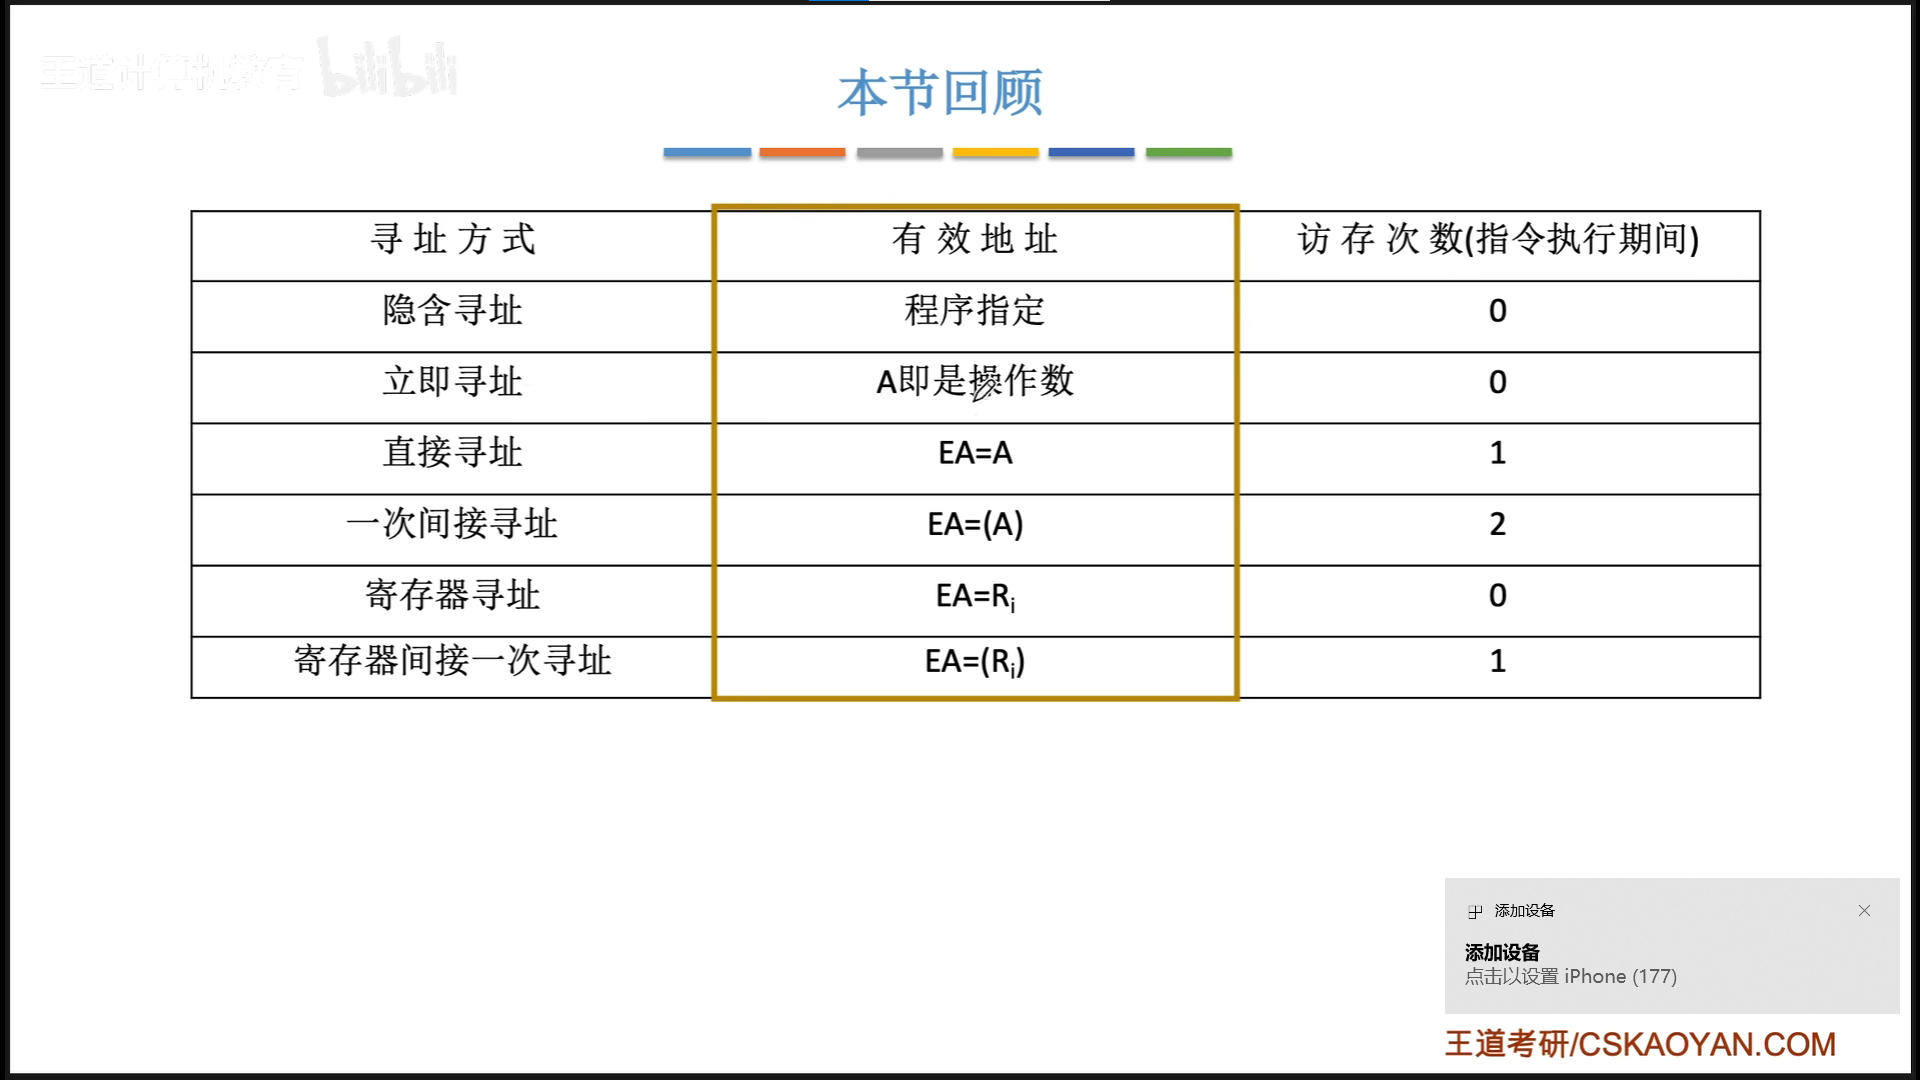 王道计算机教育 bilibili
本节回顾
寻址方式 有效地址 访存次数(指令执行期间)
隐含寻址 程序指定 0
立即寻址 A即是操作数 0
直接寻址 EA=A 1
一次间接寻址 EA=(A) 2
寄存器寻址 EA=Ri 0
寄存器间接一次寻址 EA=(Ri) 1
添加设备
添加设备
点击以设置 iPhone (177)
王道考研/CSKAOYAN.COM